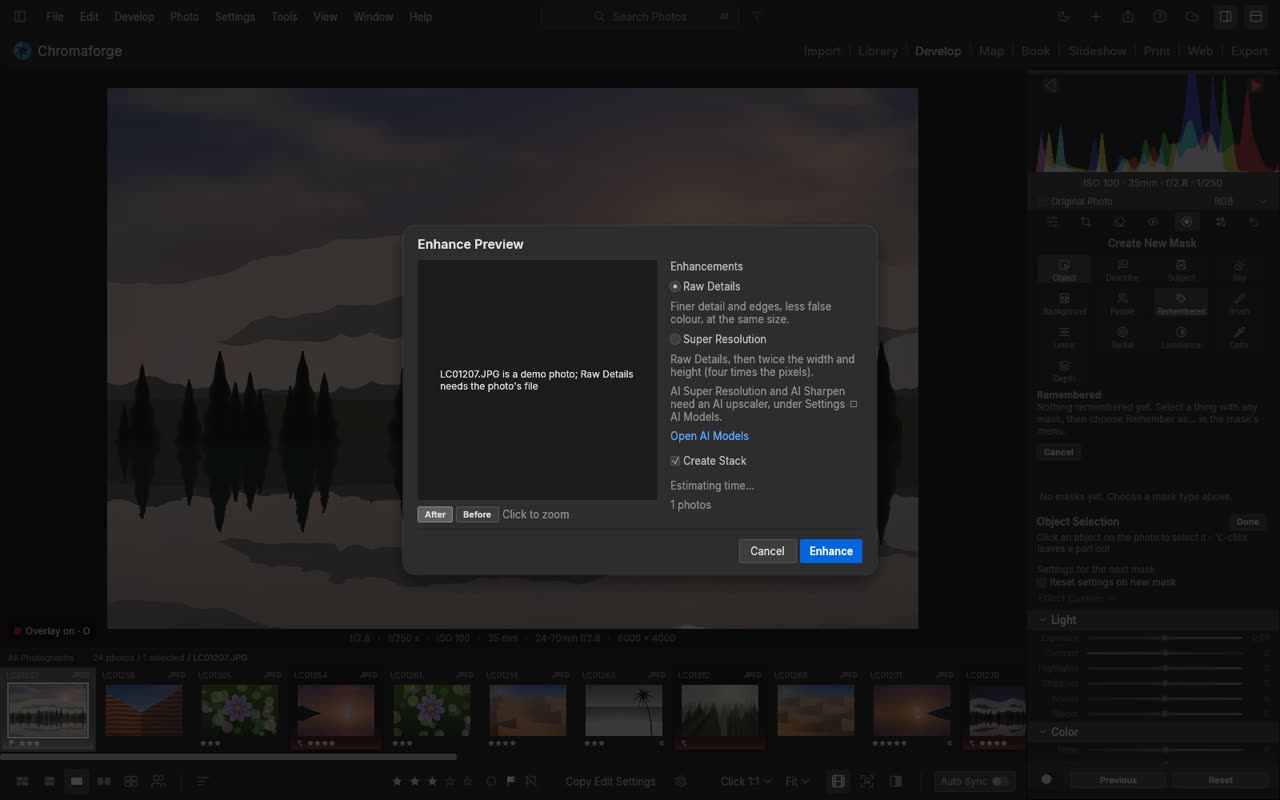 File Edit Develop Photo Settings Tools View Window Help
Search Photos AI
Chromaforge
Import Library Develop Map Book Slideshow Print Web Export
ISO 100 · 35mm · f/2.8 · 1/250
Original Photo RGB
Create New Mask
Object Describe Subject Sky
Background People Remembered Brush
Linear Radial Luminance Color
Depth
Remembered
Nothing remembered yet. Select a thing with any
mask, then choose Remember as... in the mask's
menu.
Cancel
No masks yet. Choose a mask type above.
Object Selection Done
Click an object on the photo to select it · ⌥-click
leaves a part out
Settings for the next mask
Reset settings on new mask
Light
Exposure 0.00
Contrast 0
Highlights 0
Shadows 0
Whites 0
Color
Temp 0
Previous Reset
Enhance Preview
LC01207.JPG is a demo photo; Raw Details
needs the photo's file
After Before Click to zoom
Enhancements
Raw Details
Finer detail and edges, less false
colour, at the same size.
Super Resolution
Raw Details, then twice the width and
height (four times the pixels).
AI Super Resolution and AI Sharpen
need an AI upscaler, under Settings
AI Models.
Open AI Models
Create Stack
Estimating time...
1 photos
Cancel Enhance
Overlay on · O
f/2.8 · f/250 s · ISO 100 · 35 mm · 24-70mm f/2.8 · 6000 × 4000
All Photographs 24 photos / 1 selected / LC01207.JPG
LC01207 JPEG LC01256 JPEG LC01305 JPEG LC01354 JPEG LC01361 JPEG LC01214 JPEG LC01263 JPEG LC01312 JPEG LC01368 JPEG LC01221 JPEG LC01270
Copy Edit Settings Click 1:1 Fit Auto Sync